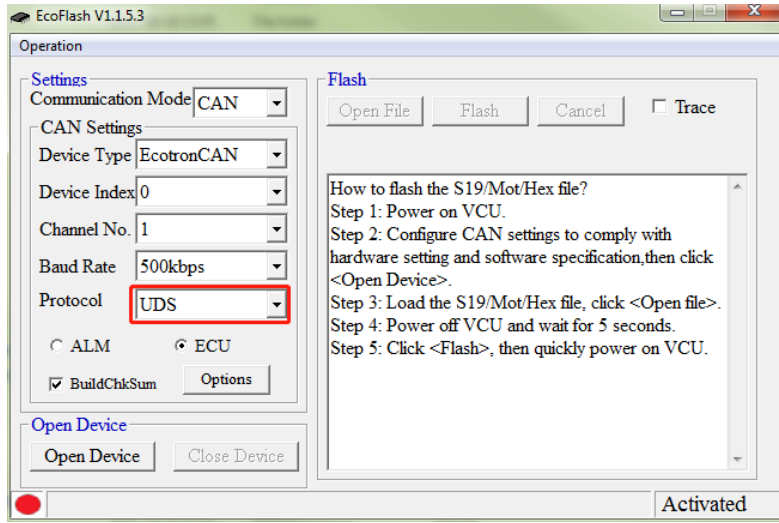 EcoFlash V1.1.5.3
Operation
Settings
Communication Mode CAN
CAN Settings
Device Type EcotronCAN
Device Index 0
Channel No. 1
Baud Rate 500kbps
Protocol UDS
ALM ECU
BuildChkSum Options
Open Device
Open Device Close Device
Flash
Open File Flash Cancel Trace
How to flash the S19/Mot/Hex file?
Step 1: Power on VCU.
Step 2: Configure CAN settings to comply with
hardware setting and software specification,then click
<Open Device>.
Step 3: Load the S19/Mot/Hex file, click <Open file>.
Step 4: Power off VCU and wait for 5 seconds.
Step 5: Click <Flash>, then quickly power on VCU.
Activated